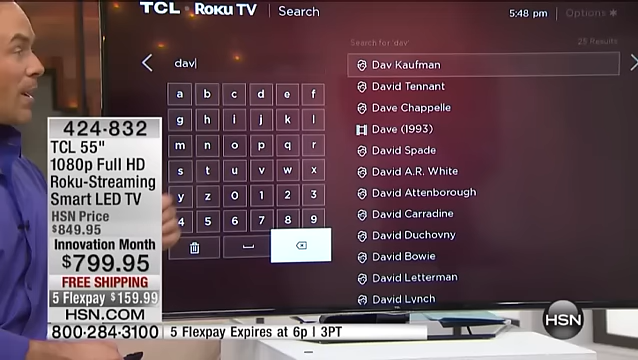 TCL • Roku TV | Search
5:48 pm | Options ✱
dav
Search for 'dav'
25 Results
a b c d e f
g h i j k l
m n o p q r
s t u v w x
y z 0 1 2 3
4 5 6 7 8 9
Dav Kaufman
David Tennant
Dave Chappelle
Dave (1993)
David Spade
David A.R. White
David Attenborough
David Carradine
David Duchovny
David Bowie
David Letterman
David Lynch
424-832
TCL 55"
1080p Full HD
Roku-Streaming
Smart LED TV
HSN Price
$849.95
Innovation Month
$799.95
FREE SHIPPING
5 Flexpay $159.99
HSN.COM
800-284-3100
5 Flexpay Expires at 6p | 3PT
HSN